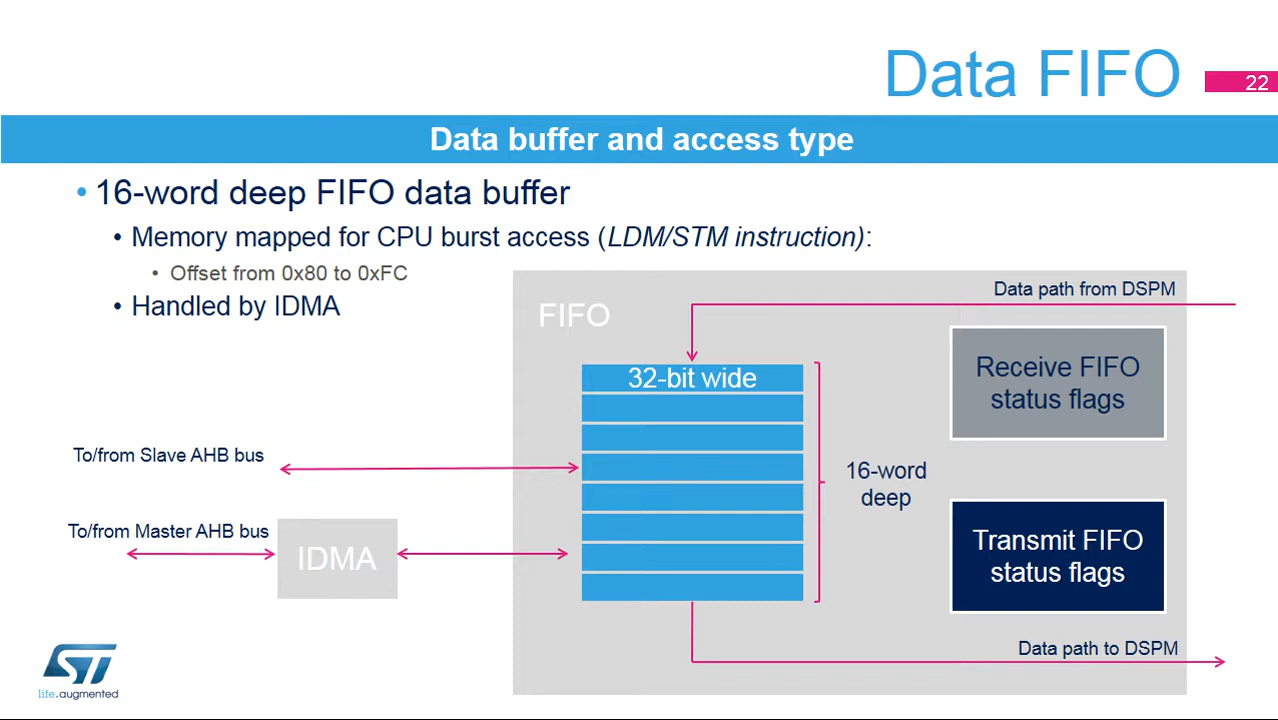 Data FIFO
22
Data buffer and access type
• 16-word deep FIFO data buffer
• Memory mapped for CPU burst access (LDM/STM instruction):
• Offset from 0x80 to 0xFC
• Handled by IDMA
Data path from DSPM
FIFO
32-bit wide
Receive FIFO
status flags
To/from Slave AHB bus
16-word
deep
To/from Master AHB bus
IDMA
Transmit FIFO
status flags
Data path to DSPM
ST
life.augmented